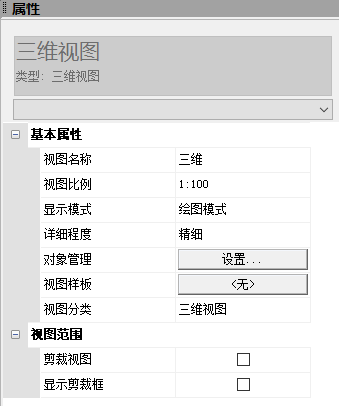 属性
三维视图
类型: 三维视图
基本属性
视图名称 三维
视图比例 1:100
显示模式 绘图模式
详细程度 精细
对象管理 设置...
视图样板 <无>
视图分类 三维视图
视图范围
剪裁视图
显示剪裁框